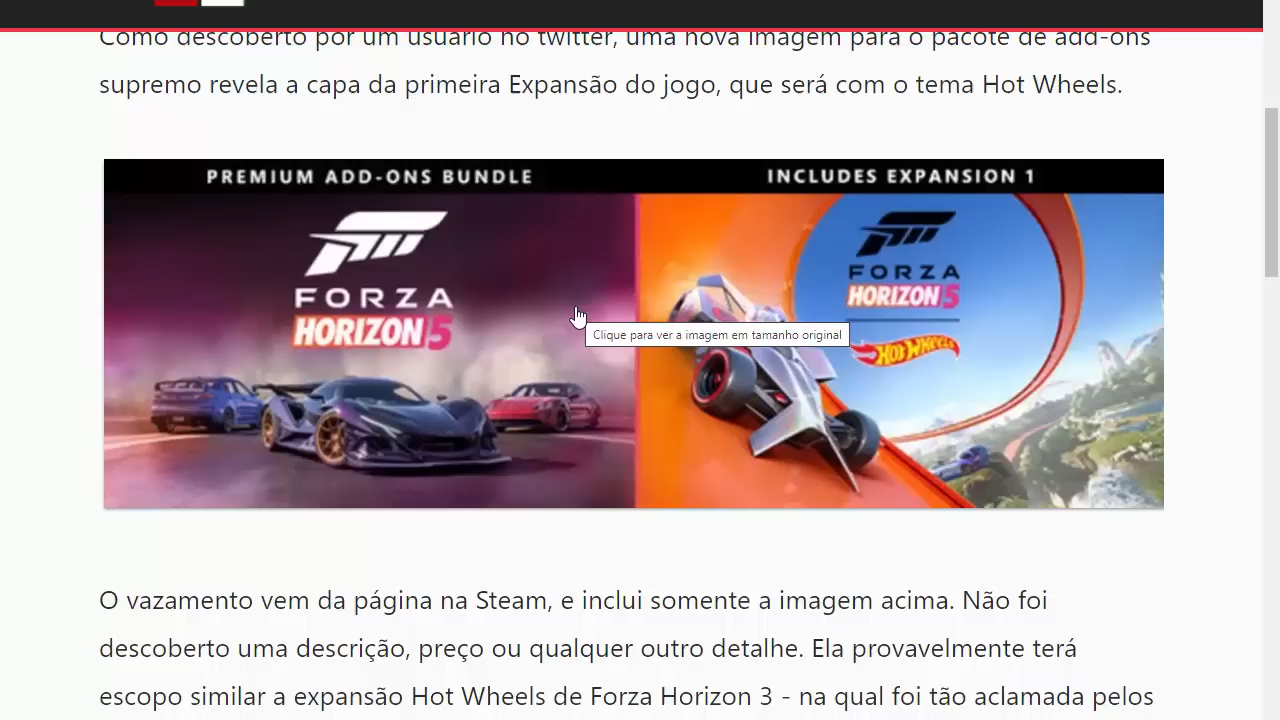 Como descoberto por um usuário no twitter, uma nova imagem para o pacote de add-ons
supremo revela a capa da primeira Expansão do jogo, que será com o tema Hot Wheels.
PREMIUM ADD-ONS BUNDLE
INCLUDES EXPANSION 1
FORZA
HORIZON 5
FORZA
HORIZON 5
HOT WHEELS
Clique para ver a imagem em tamanho original
O vazamento vem da página na Steam, e inclui somente a imagem acima. Não foi
descoberto uma descrição, preço ou qualquer outro detalhe. Ela provavelmente terá
escopo similar a expansão Hot Wheels de Forza Horizon 3 - na qual foi tão aclamada pelos